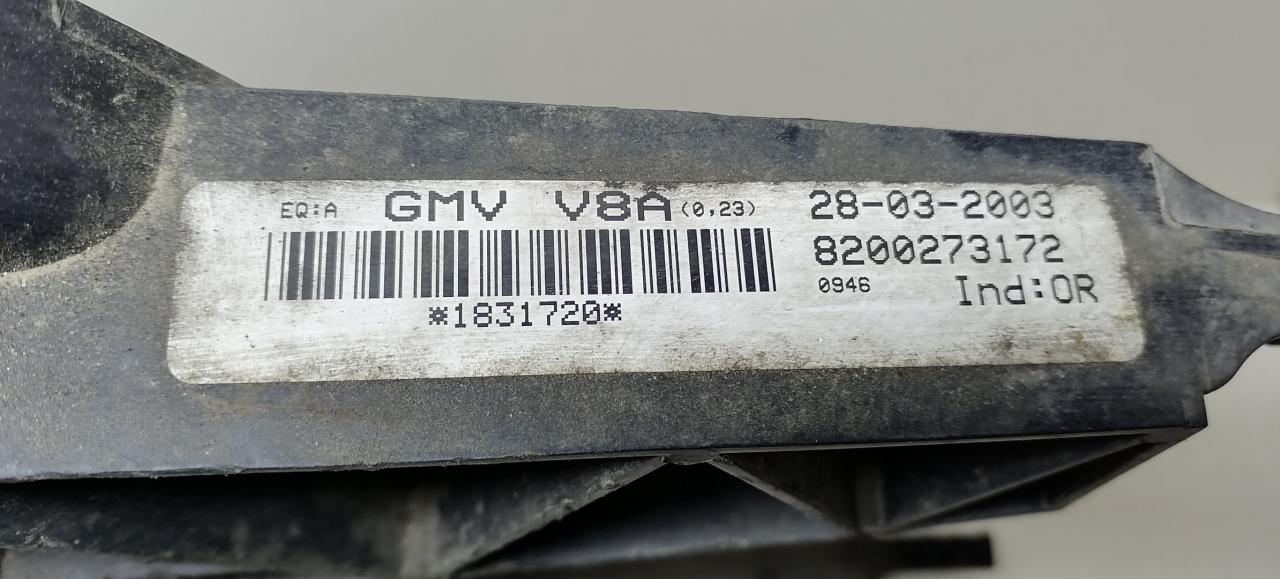 EQ:A GMV V8A (0,23) 28-03-2003
8200273172
0946 Ind:OR
*1831720*